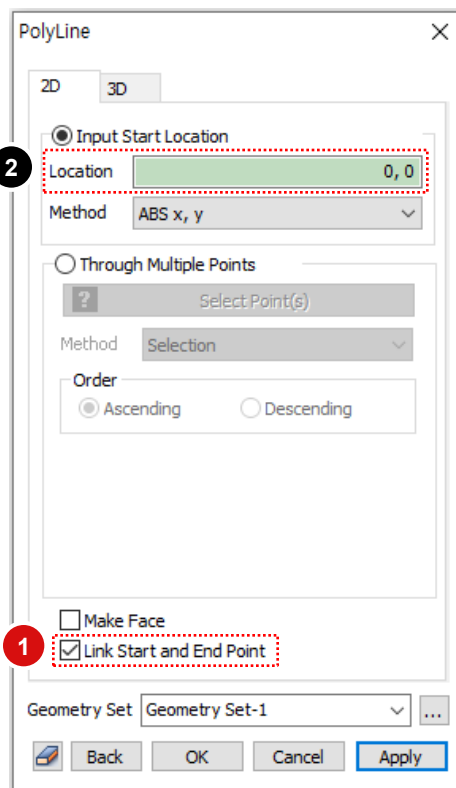 PolyLine
2D 3D
Input Start Location
2
Location 0, 0
Method ABS x, y
Through Multiple Points
? Select Point(s)
Method Selection
Order
Ascending Descending
Make Face
1
Link Start and End Point
Geometry Set Geometry Set-1 ...
Back OK Cancel Apply